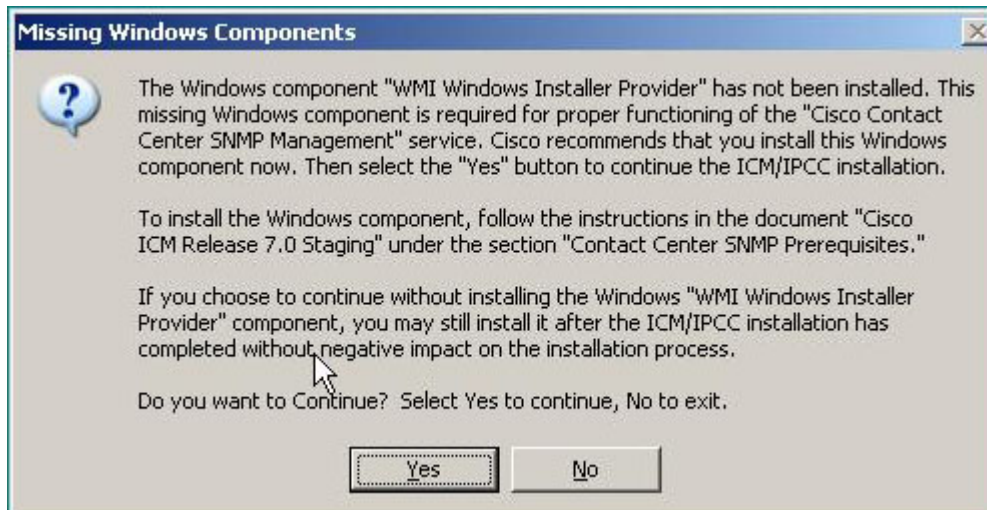 Missing Windows Components
The Windows component "WMI Windows Installer Provider" has not been installed. This
missing Windows component is required for proper functioning of the "Cisco Contact
Center SNMP Management" service. Cisco recommends that you install this Windows
component now. Then select the "Yes" button to continue the ICM/IPCC installation.
To install the Windows component, follow the instructions in the document "Cisco
ICM Release 7.0 Staging" under the section "Contact Center SNMP Prerequisites."
If you choose to continue without installing the Windows "WMI Windows Installer
Provider" component, you may still install it after the ICM/IPCC installation has
completed without negative impact on the installation process.
Do you want to Continue? Select Yes to continue, No to exit.
Yes
No